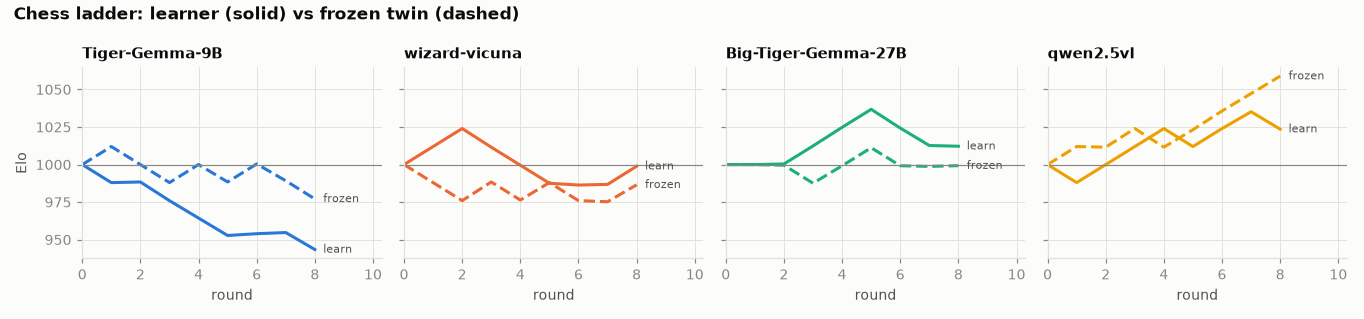 Chess ladder: learner (solid) vs frozen twin (dashed)
Tiger-Gemma-9B wizard-vicuna Big-Tiger-Gemma-27B qwen2.5vl
Elo
1050
1025
1000
975
950
frozen
learn
learn
frozen
learn
frozen
frozen
learn
0 2 4 6 8 10 0 2 4 6 8 10 0 2 4 6 8 10 0 2 4 6 8 10
round round round round